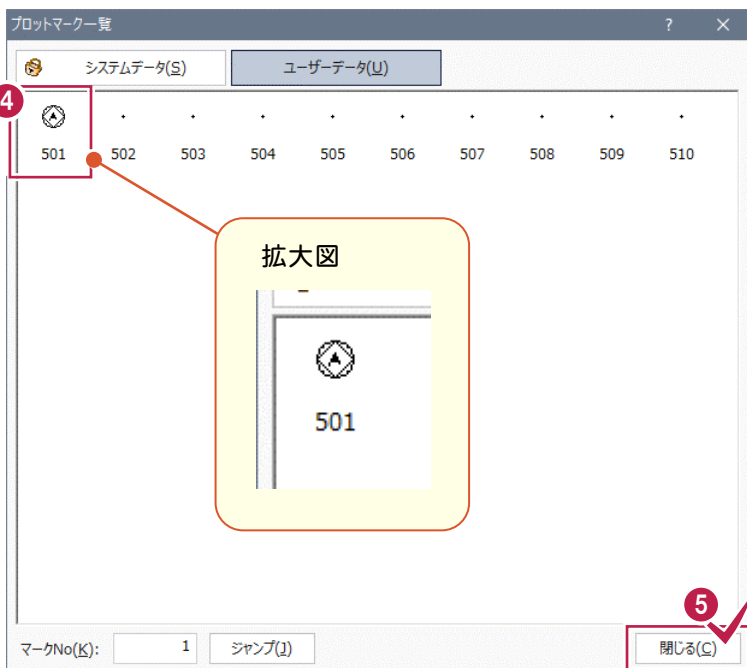 プロットマーク一覧 ? ×
システムデータ(S) ユーザーデータ(U)
4
501 502 503 504 505 506 507 508 509 510
拡大図
501
5
マークNo(K): 1 ジャンプ(J) 閉じる(C)